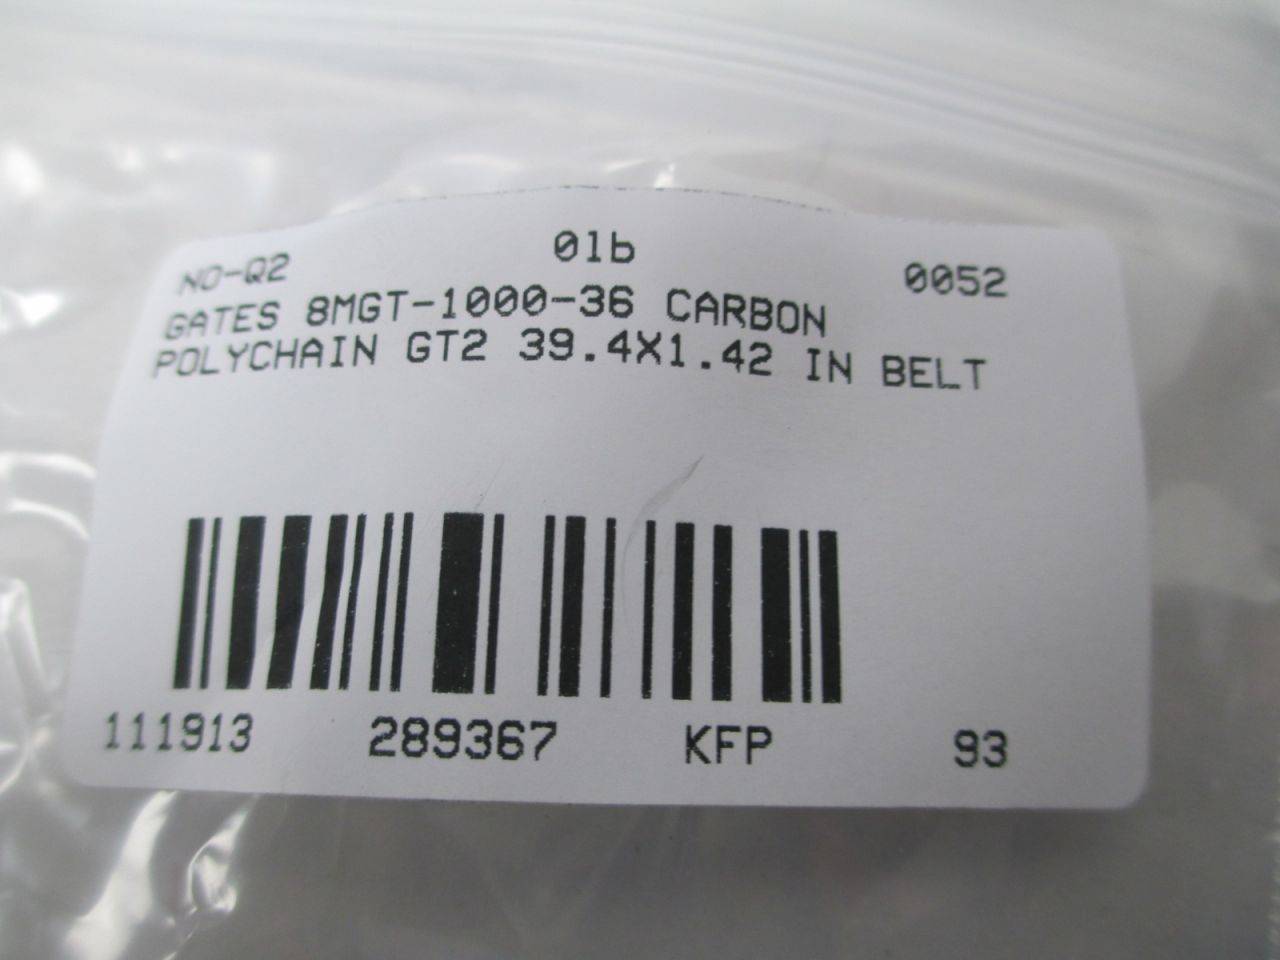 NO-Q2 01b 0052
GATES 8MGT-1000-36 CARBON
POLYCHAIN GT2 39.4X1.42 IN BELT
111913 289367 KFP 93